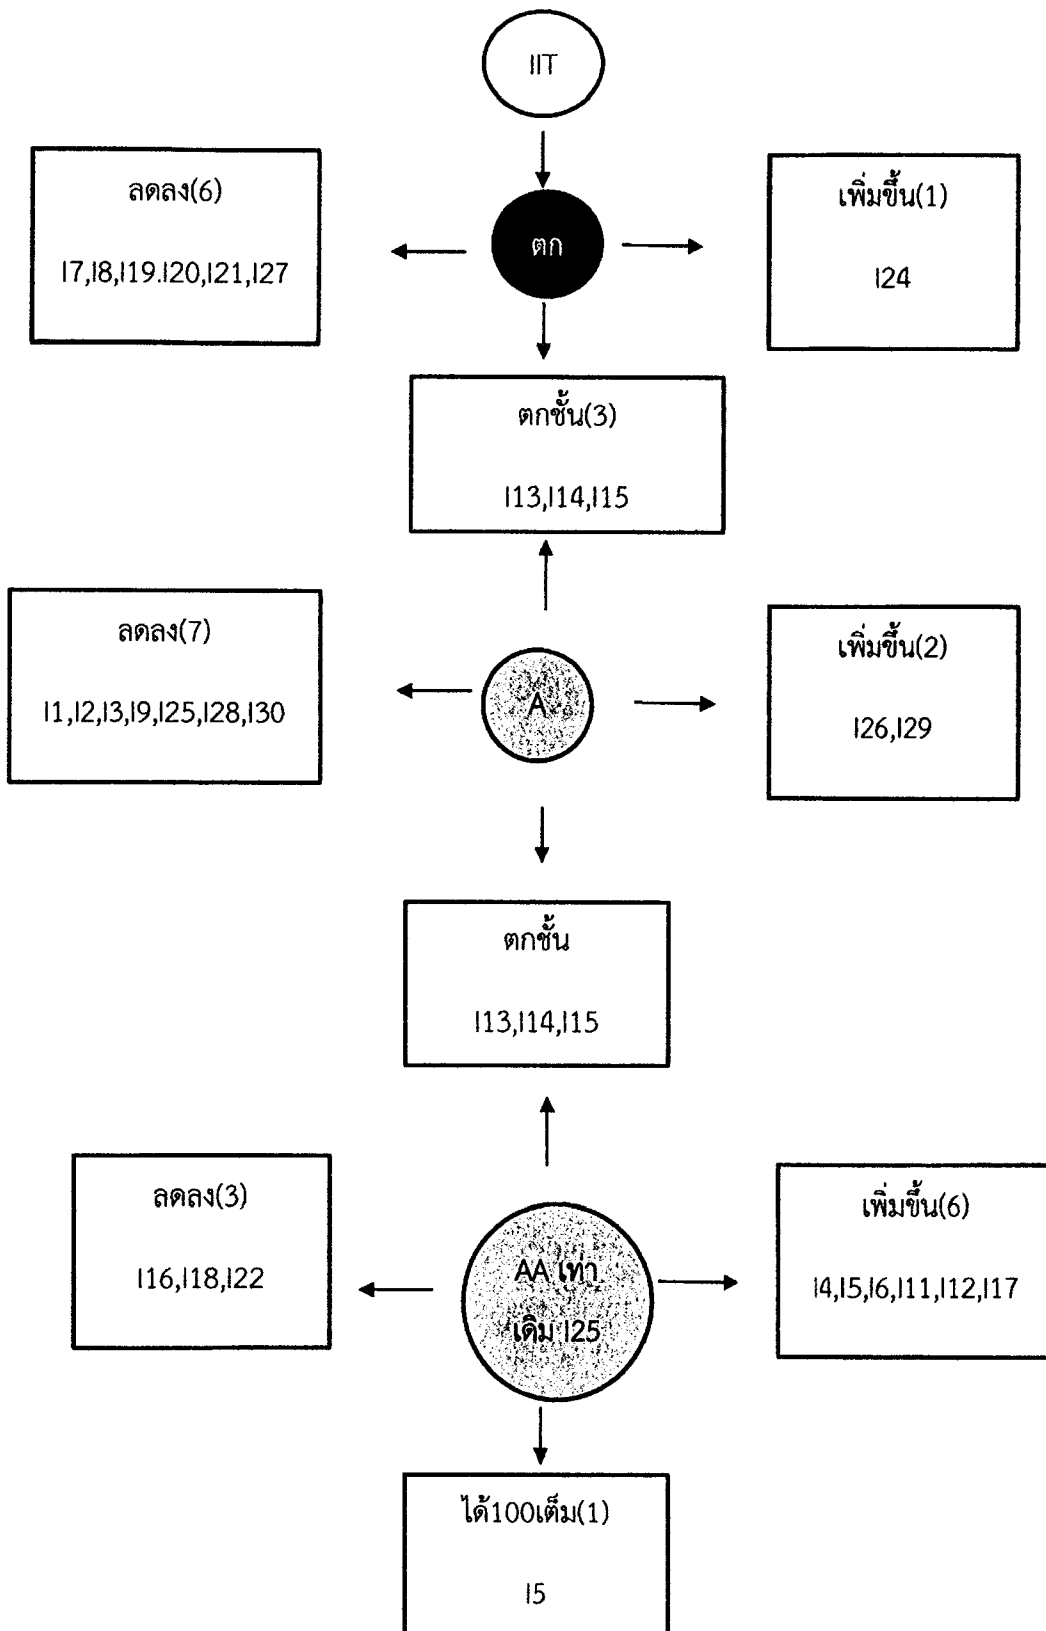 IIT
ลดลง(6)
I7,I8,I19.I20,I21,I27
ตก
เพิ่มขึ้น(1)
I24
ตกชั้น(3)
I13,I14,I15
ลดลง(7)
I1,I2,I3,I9,I25,I28,I30
A
เพิ่มขึ้น(2)
I26,I29
ตกชั้น
I13,I14,I15
ลดลง(3)
I16,I18,I22
AA เท่า
เดิม I25
เพิ่มขึ้น(6)
I4,I5,I6,I11,I12,I17
ได้100เต็ม(1)
I5